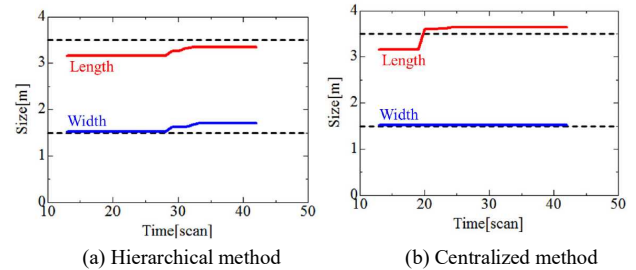 4
3
2
1
0
Size[m]
Length
Width
10 20 30 40 50
Time[scan]
(a) Hierarchical method
4
3
2
1
0
Size[m]
Length
Width
10 20 30 40 50
Time[scan]
(b) Centralized method